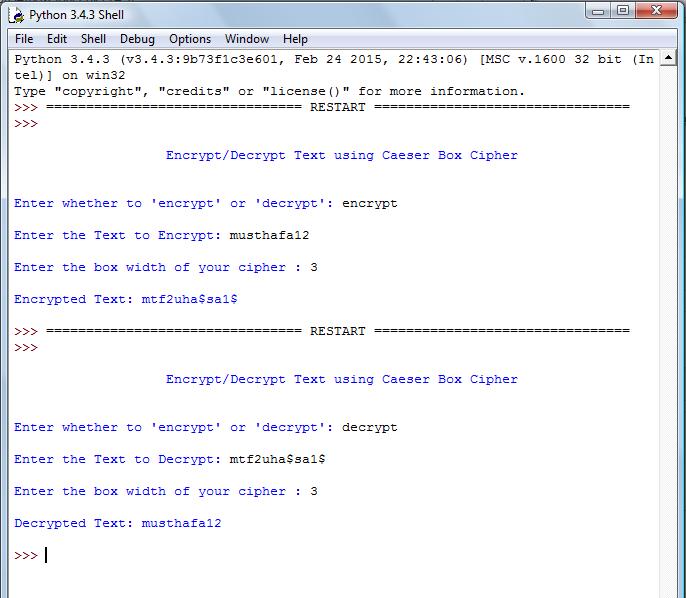 Python 3.4.3 Shell
File Edit Shell Debug Options Window Help
Python 3.4.3 (v3.4.3:9b73f1c3e601, Feb 24 2015, 22:43:06) [MSC v.1600 32 bit (In
tel)] on win32
Type "copyright", "credits" or "license()" for more information.
>>> ================================ RESTART ================================
>>>
Encrypt/Decrypt Text using Caeser Box Cipher
Enter whether to 'encrypt' or 'decrypt': encrypt
Enter the Text to Encrypt: musthafa12
Enter the box width of your cipher : 3
Encrypted Text: mtf2uha$sa1$
>>> ================================ RESTART ================================
>>>
Encrypt/Decrypt Text using Caeser Box Cipher
Enter whether to 'encrypt' or 'decrypt': decrypt
Enter the Text to Decrypt: mtf2uha$sa1$
Enter the box width of your cipher : 3
Decrypted Text: musthafa12
>>>